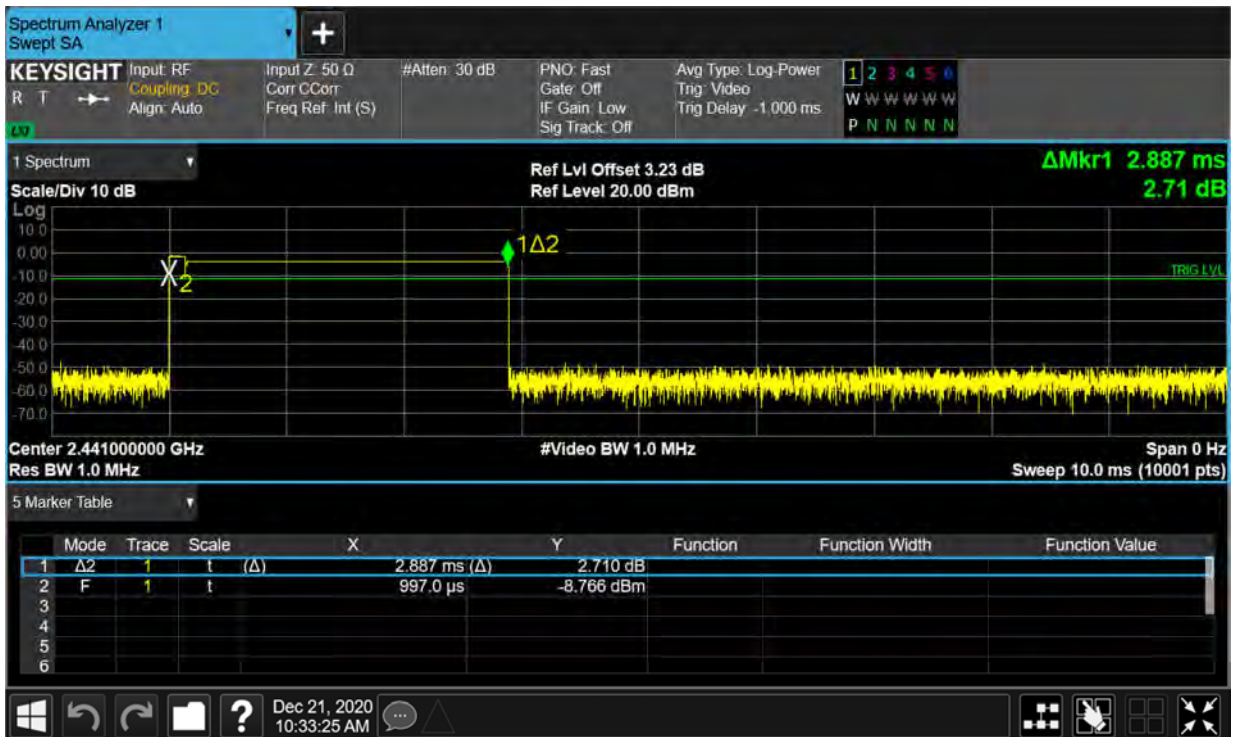 Spectrum Analyzer 1
Swept SA
+
KEYSIGHT Input: RF Input Z: 50 Ω #Atten: 30 dB PNO: Fast Avg Type: Log-Power 1 2 3 4 5 6
R T Coupling: DC Corr CCorr Gate: Off Trig: Video W W W W W W
Align: Auto Freq Ref: Int (S) IF Gain: Low Trig Delay: -1.000 ms
Sig Track: Off P N N N N N
LXI
1 Spectrum Ref Lvl Offset 3.23 dB ΔMkr1 2.887 ms
Scale/Div 10 dB Ref Level 20.00 dBm 2.71 dB
Log
10.0
0.00 1Δ2
-10.0 2 TRIG LVL
-20.0
-30.0
-40.0
-50.0
-60.0
-70.0
Center 2.441000000 GHz #Video BW 1.0 MHz Span 0 Hz
Res BW 1.0 MHz Sweep 10.0 ms (10001 pts)
5 Marker Table
Mode Trace Scale X Y Function Function Width Function Value
1 Δ2 1 t (Δ) 2.887 ms (Δ) 2.710 dB
2 F 1 t 997.0 µs -8.766 dBm
3
4
5
6
? Dec 21, 2020
10:33:25 AM